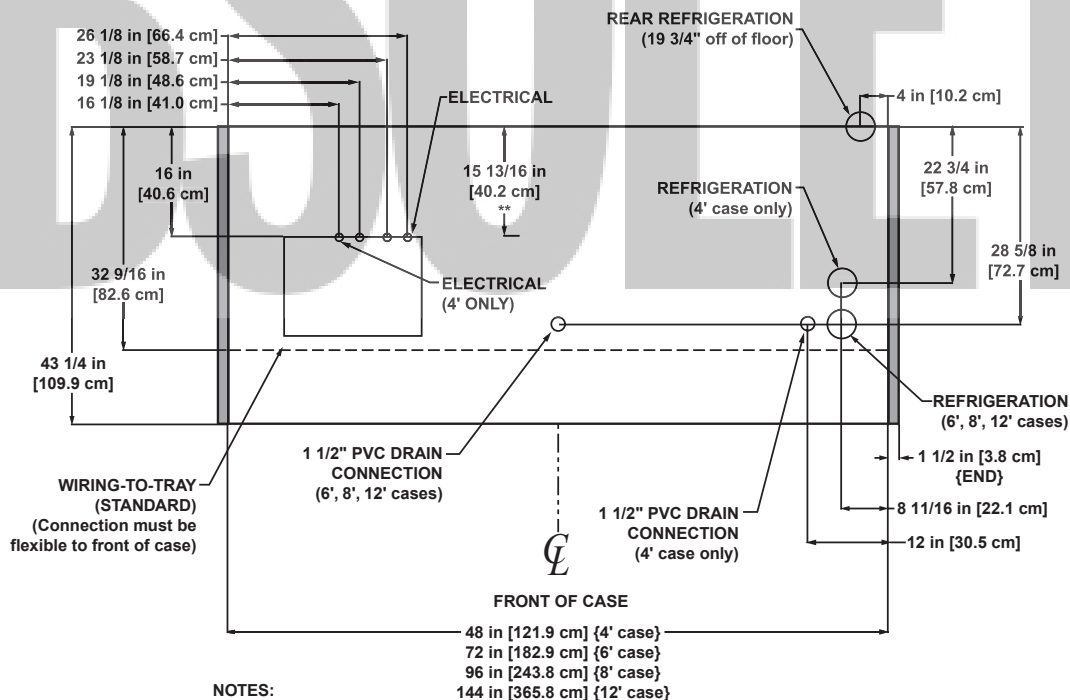 REAR REFRIGERATION
(19 3/4" off of floor)
26 1/8 in [66.4 cm]
23 1/8 in [58.7 cm]
19 1/8 in [48.6 cm]
16 1/8 in [41.0 cm]
ELECTRICAL
4 in [10.2 cm]
16 in
[40.6 cm]
15 13/16 in
[40.2 cm]
**
22 3/4 in
[57.8 cm]
REFRIGERATION
(4' case only)
28 5/8 in
[72.7 cm]
32 9/16 in
[82.6 cm]
ELECTRICAL
(4' ONLY)
43 1/4 in
[109.9 cm]
REFRIGERATION
(6', 8', 12' cases)
1 1/2" PVC DRAIN
CONNECTION
(6', 8', 12' cases)
1 1/2 in [3.8 cm]
{END}
WIRING-TO-TRAY
(STANDARD)
(Connection must be
flexible to front of case)
8 11/16 in [22.1 cm]
1 1/2" PVC DRAIN
CONNECTION
(4' case only)
12 in [30.5 cm]
CL
FRONT OF CASE
48 in [121.9 cm] {4' case}
72 in [182.9 cm] {6' case}
96 in [243.8 cm] {8' case}
144 in [365.8 cm] {12' case}
NOTES: